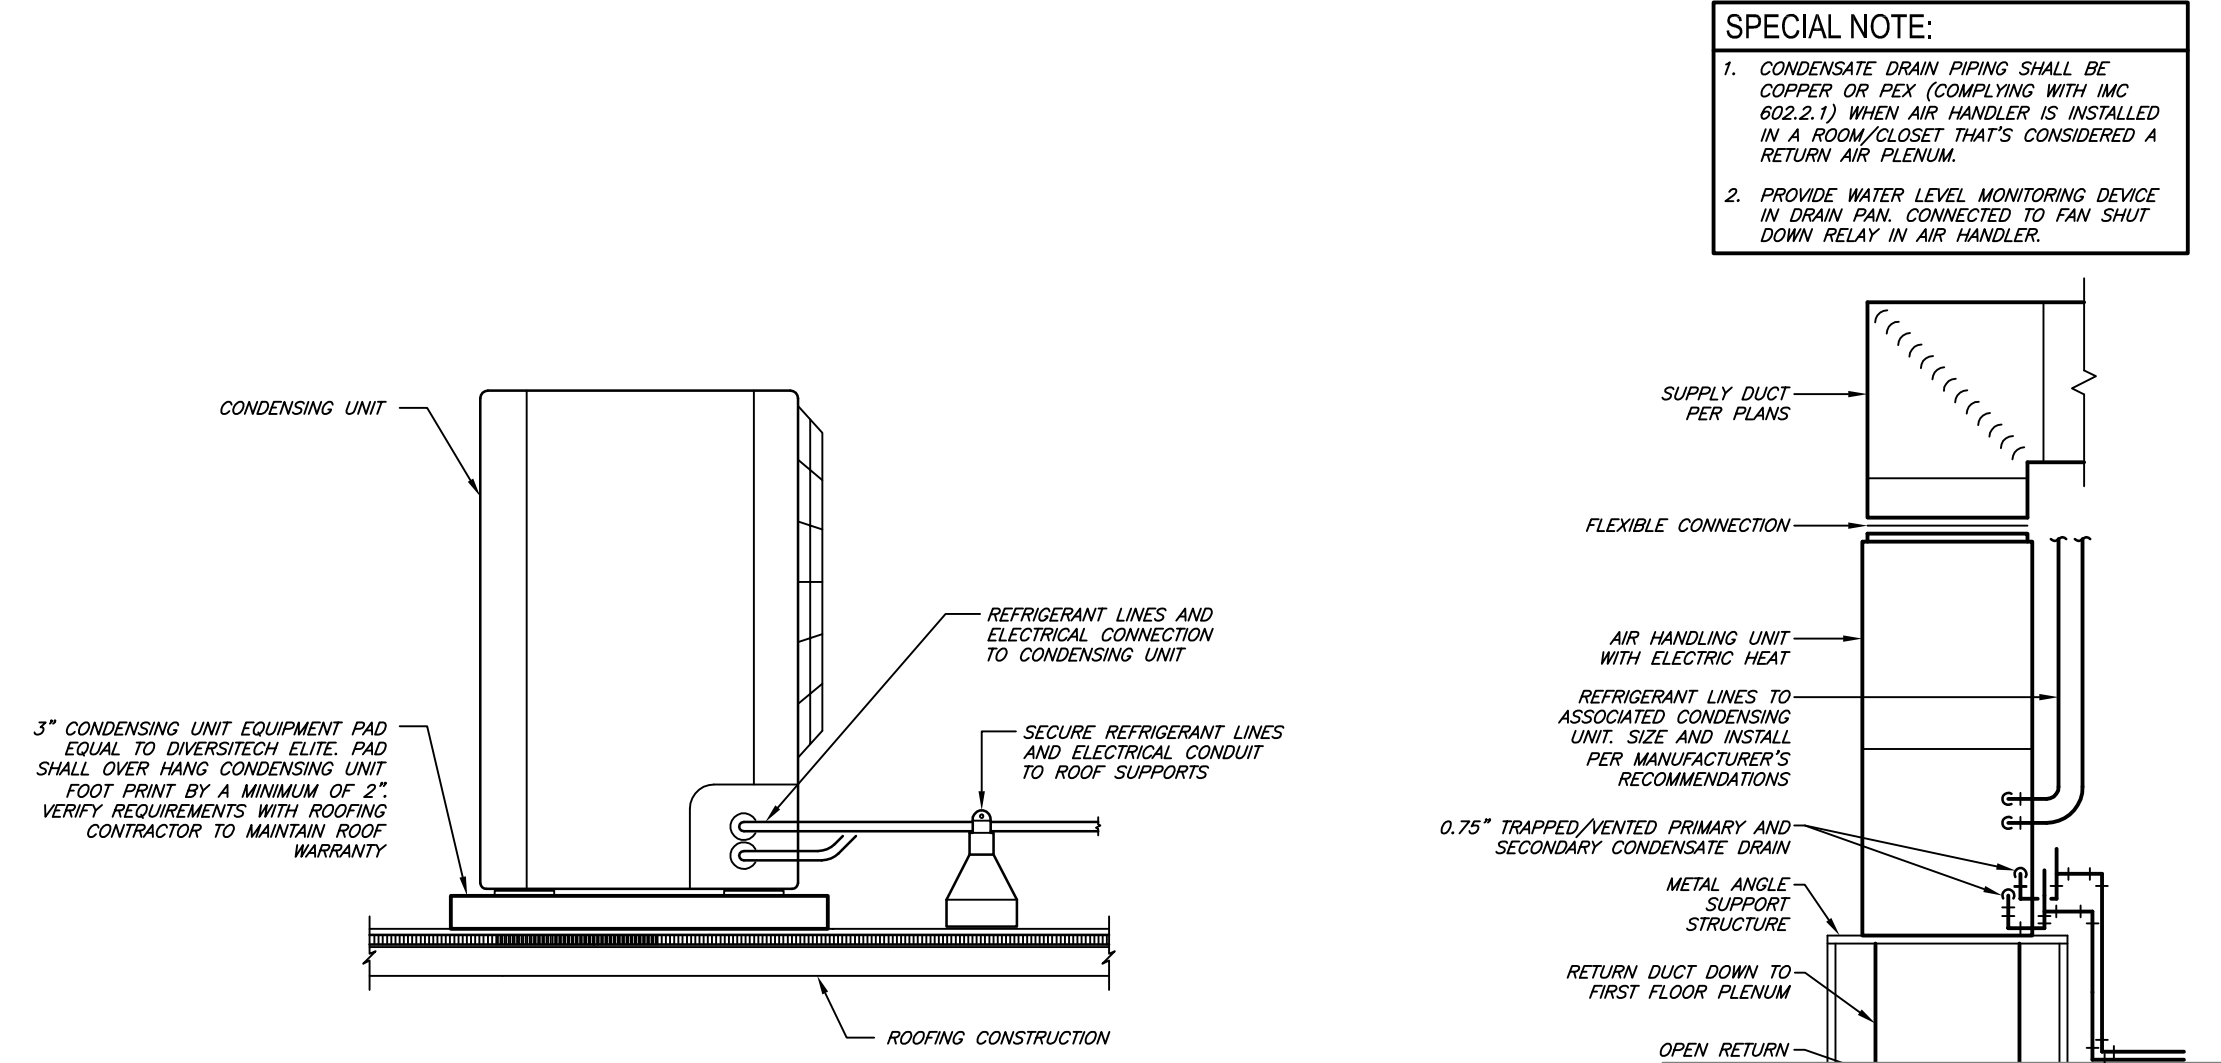 SPECIAL NOTE:
1. CONDENSATE DRAIN PIPING SHALL BE
COPPER OR PEX (COMPLYING WITH IMC
602.2.1) WHEN AIR HANDLER IS INSTALLED
IN A ROOM/CLOSET THAT'S CONSIDERED A
RETURN AIR PLENUM.
2. PROVIDE WATER LEVEL MONITORING DEVICE
IN DRAIN PAN. CONNECTED TO FAN SHUT
DOWN RELAY IN AIR HANDLER.
CONDENSING UNIT
3" CONDENSING UNIT EQUIPMENT PAD
EQUAL TO DIVERSITECH ELITE. PAD
SHALL OVER HANG CONDENSING UNIT
FOOT PRINT BY A MINIMUM OF 2".
VERIFY REQUIREMENTS WITH ROOFING
CONTRACTOR TO MAINTAIN ROOF
WARRANTY
REFRIGERANT LINES AND
ELECTRICAL CONNECTION
TO CONDENSING UNIT
SECURE REFRIGERANT LINES
AND ELECTRICAL CONDUIT
TO ROOF SUPPORTS
ROOFING CONSTRUCTION
SUPPLY DUCT
PER PLANS
FLEXIBLE CONNECTION
AIR HANDLING UNIT
WITH ELECTRIC HEAT
REFRIGERANT LINES TO
ASSOCIATED CONDENSING
UNIT. SIZE AND INSTALL
PER MANUFACTURER'S
RECOMMENDATIONS
0.75" TRAPPED/VENTED PRIMARY AND
SECONDARY CONDENSATE DRAIN
METAL ANGLE
SUPPORT
STRUCTURE
RETURN DUCT DOWN TO
FIRST FLOOR PLENUM
OPEN RETURN